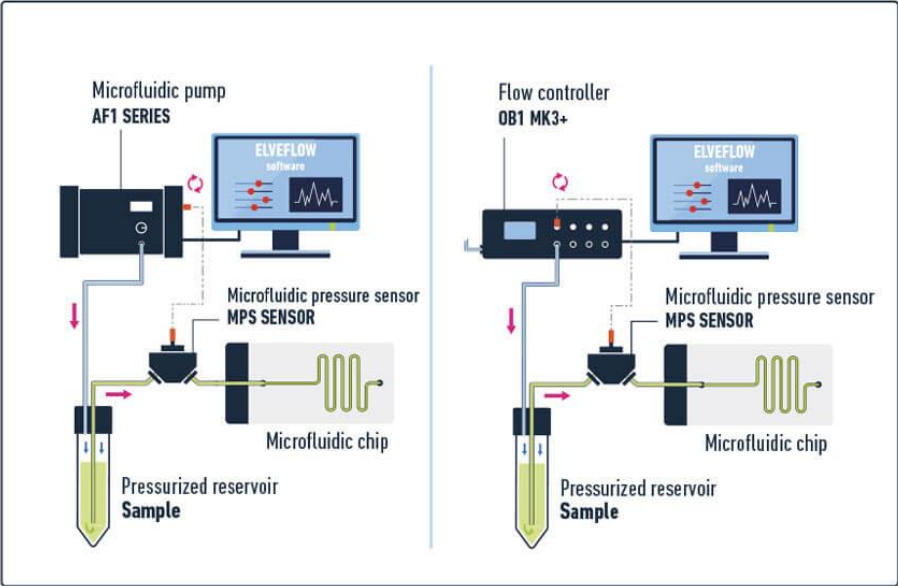 Microfluidic pump
AF1 SERIES
ELVEFLOW
software
Microfluidic pressure sensor
MPS SENSOR
Microfluidic chip
Pressurized reservoir
Sample
Flow controller
OB1 MK3+
ELVEFLOW
software
Microfluidic pressure sensor
MPS SENSOR
Microfluidic chip
Pressurized reservoir
Sample